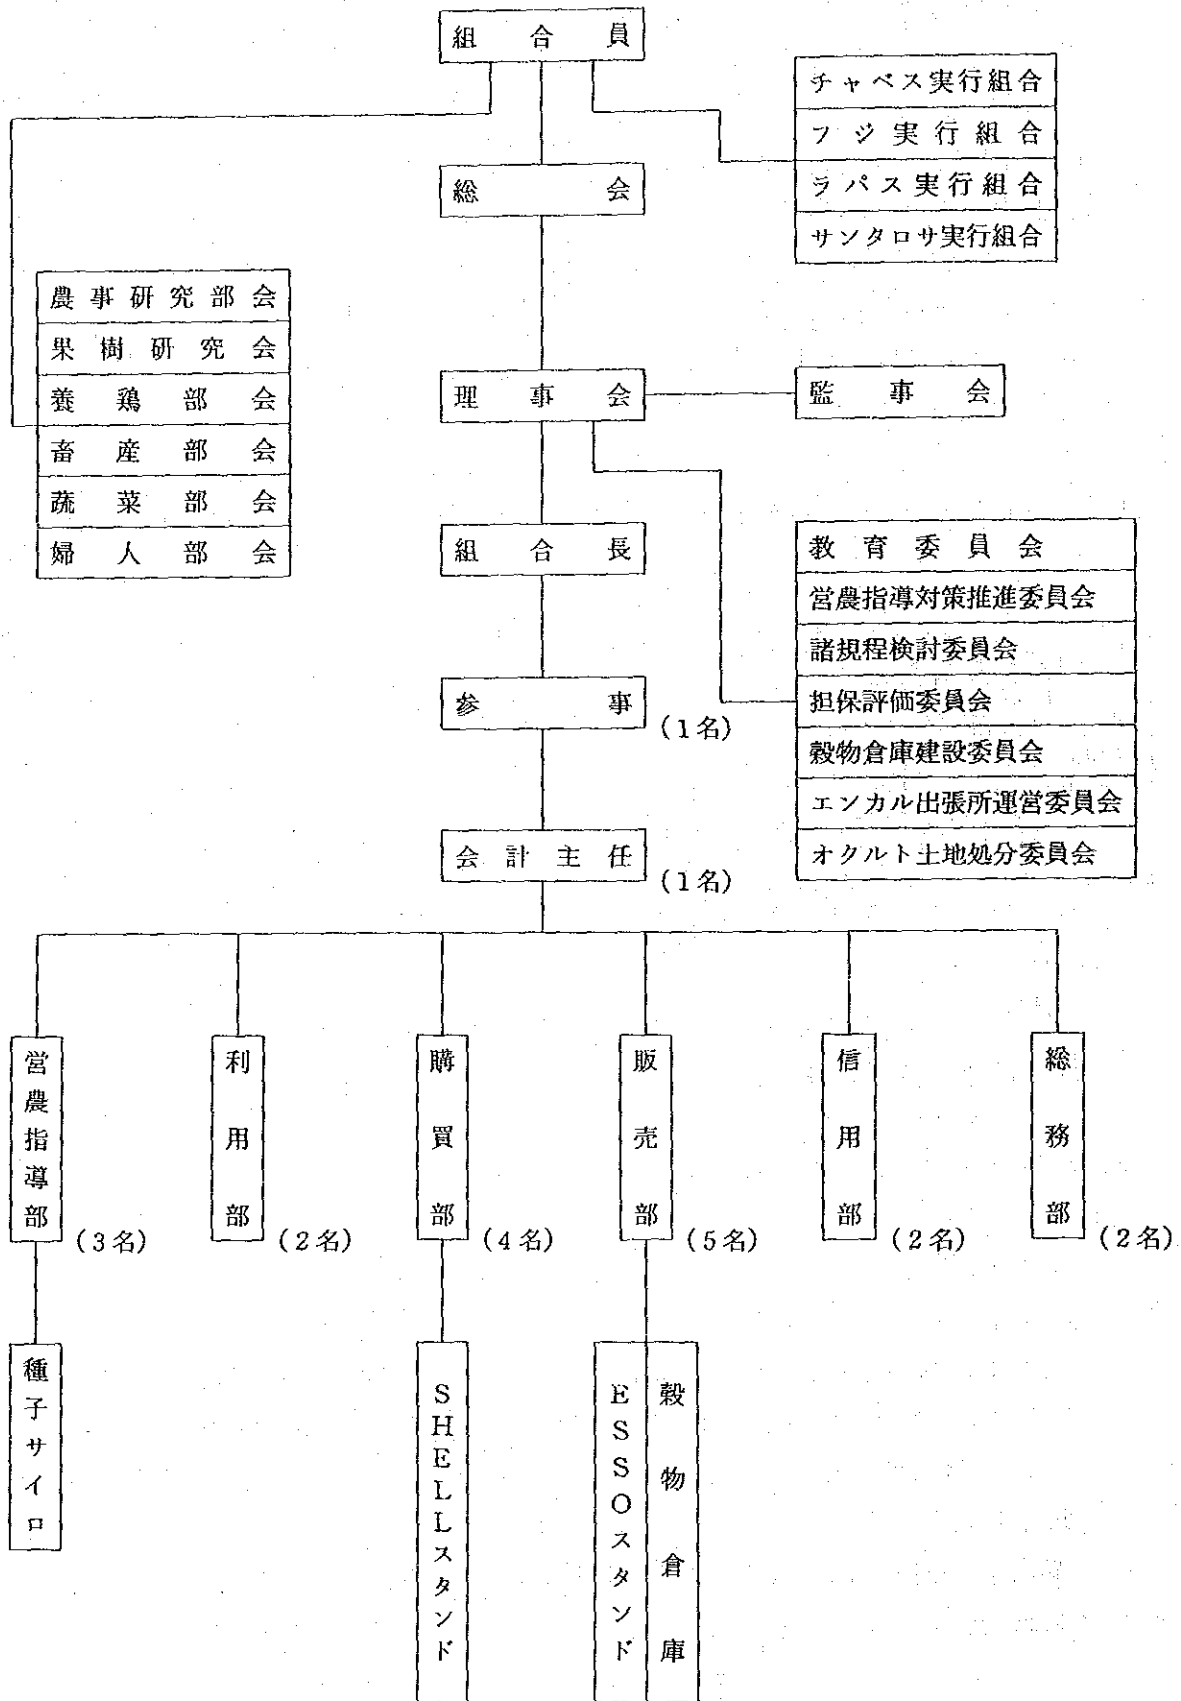 組合員
チャベス実行組合
フジ実行組合
ラパス実行組合
サンタロサ実行組合
総会
農事研究部会
果樹研究会
養鶏部会
畜産部会
蔬菜部会
婦人部会
理事会
監事会
組合長
教育委員会
営農指導対策推進委員会
諸規程検討委員会
担保評価委員会
穀物倉庫建設委員会
エンカル出張所運営委員会
オクルト土地処分委員会
参事
(1名)
会計主任
(1名)
営農指導部
(3名)
利用部
(2名)
購買部
(4名)
販売部
(5名)
信用部
(2名)
総務部
(2名)
種子サイロ
SHELLスタンド
ESSOスタンド
穀物倉庫